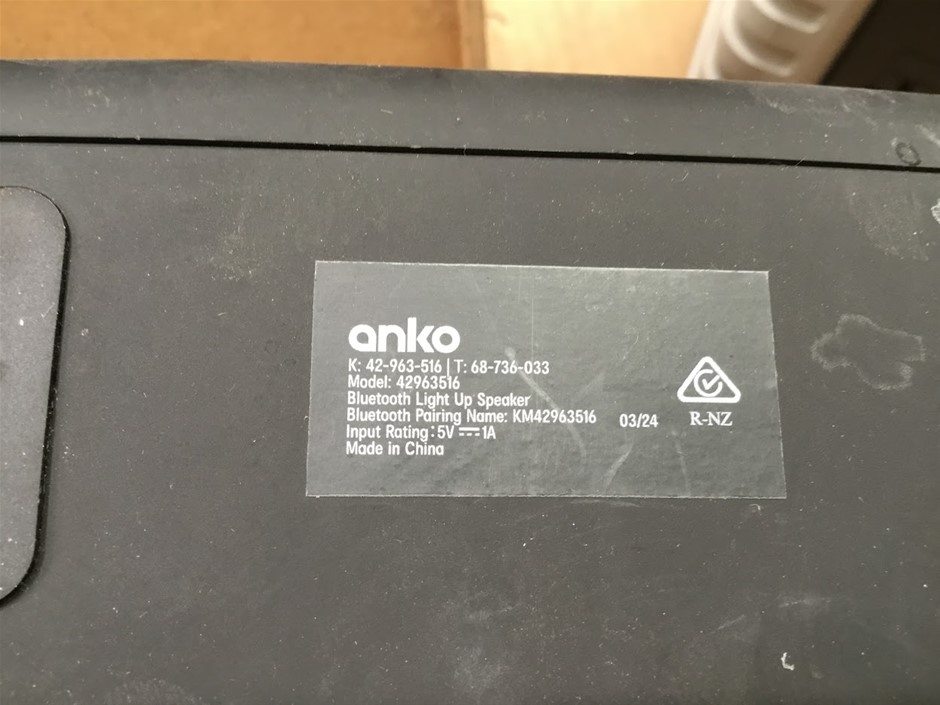 anko
K: 42-963-516 | T: 68-736-033
Model: 42963516
Bluetooth Light Up Speaker
Bluetooth Pairing Name: KM42963516
03/24
R-NZ
Input Rating: 5V ⎓ 1A
Made in China